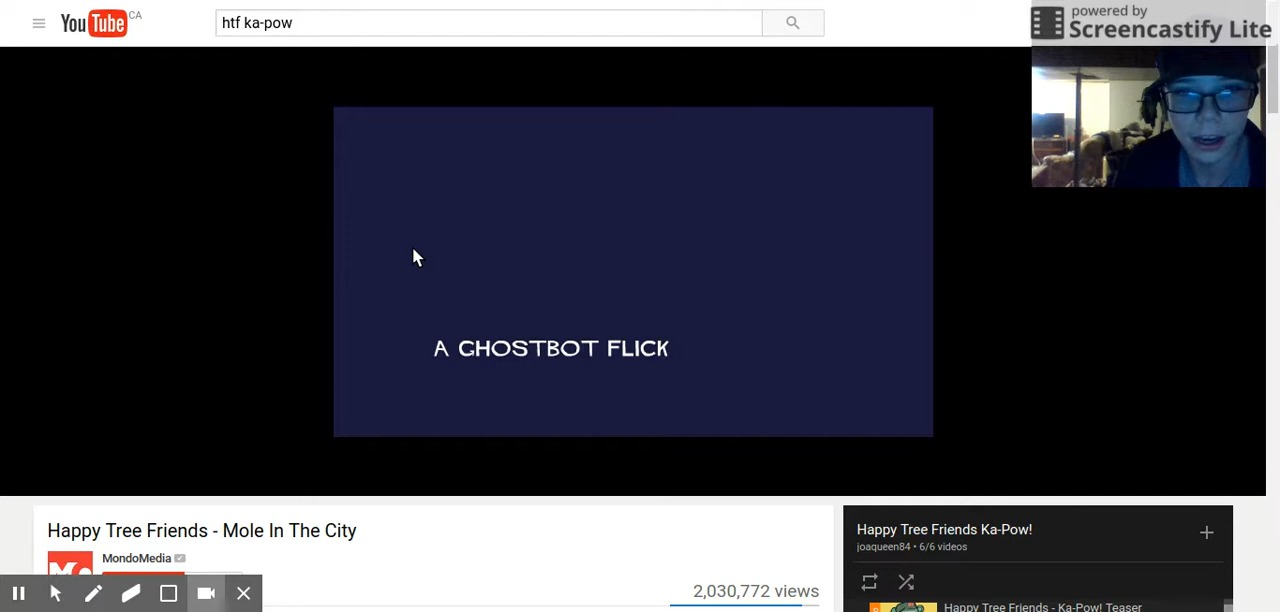 YouTube CA
htf ka-pow
powered by
Screencastify Lite
A GHOSTBOT FLICK
Happy Tree Friends - Mole In The City
MondoMedia
2,030,772 views
Happy Tree Friends Ka-Pow!
joaqueen84 • 6/6 videos
Happy Tree Friends - Ka-Pow! Teaser